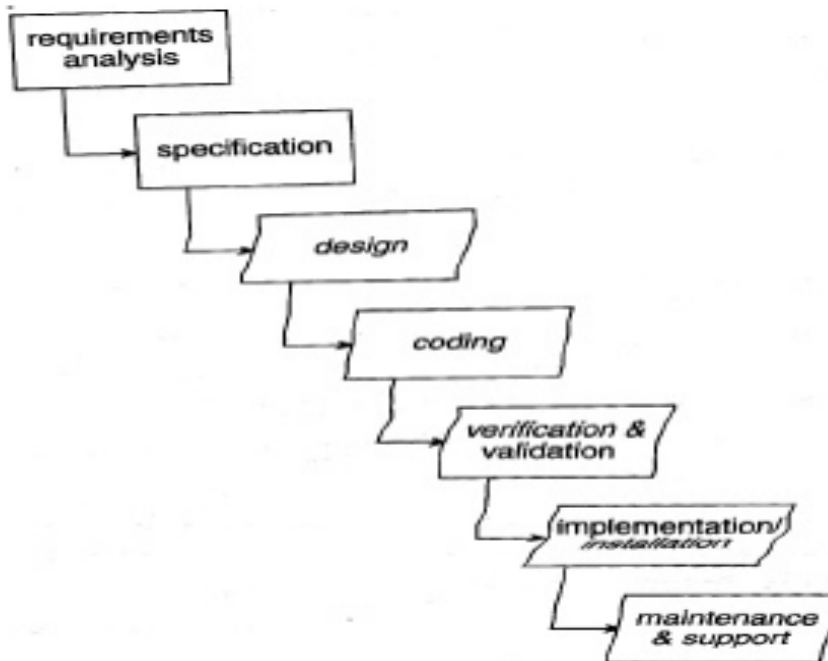 requirements
analysis
specification
design
coding
verification &
validation
implementation/
installation
maintenance
& support